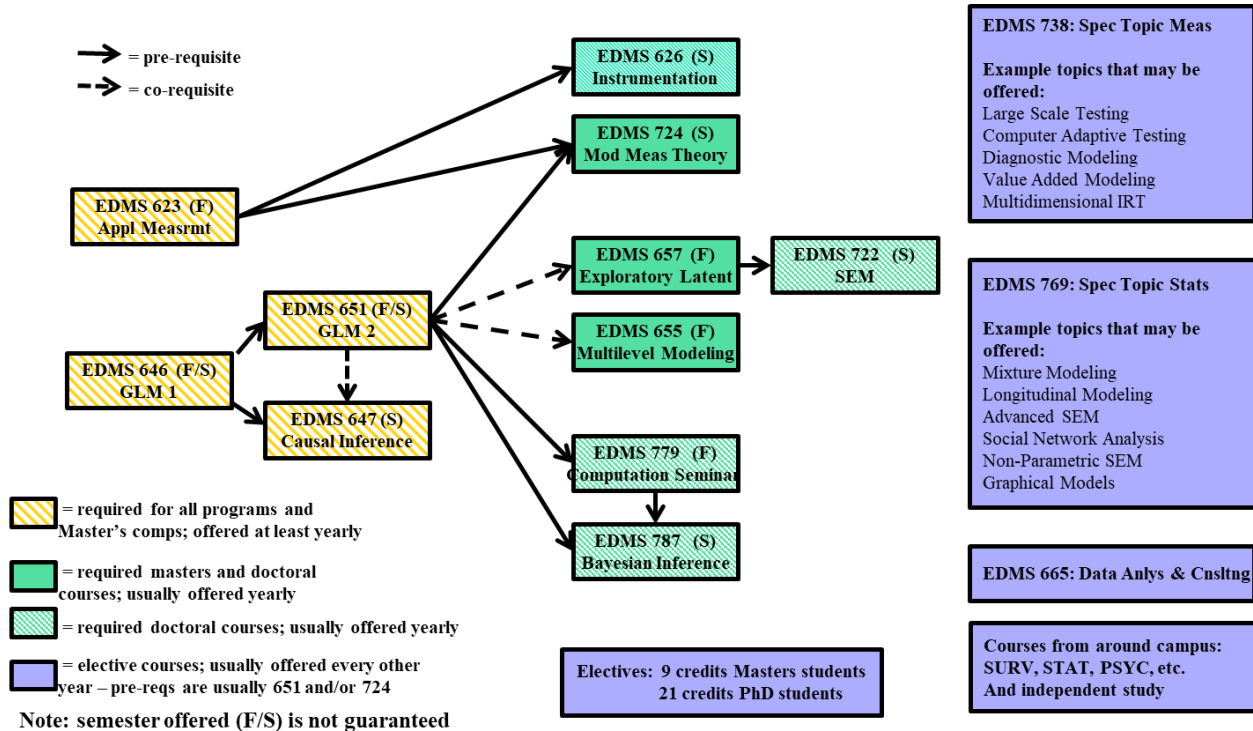 = pre-requisite
= co-requisite
EDMS 623 (F)
Appl Measrmt
EDMS 646 (F/S)
GLM 1
EDMS 651 (F/S)
GLM 2
EDMS 647 (S)
Causal Inference
EDMS 626 (S)
Instrumentation
EDMS 724 (S)
Mod Meas Theory
EDMS 657 (F)
Exploratory Latent
EDMS 722 (S)
SEM
EDMS 655 (F)
Multilevel Modeling
EDMS 779 (F)
Computation Seminar
EDMS 787 (S)
Bayesian Inference
EDMS 738: Spec Topic Meas
Example topics that may be
offered:
Large Scale Testing
Computer Adaptive Testing
Diagnostic Modeling
Value Added Modeling
Multidimensional IRT
EDMS 769: Spec Topic Stats
Example topics that may be
offered:
Mixture Modeling
Longitudinal Modeling
Advanced SEM
Social Network Analysis
Non-Parametric SEM
Graphical Models
EDMS 665: Data Anlys & Cnsltng
Courses from around campus:
SURV, STAT, PSYC, etc.
And independent study
= required for all programs and
Master’s comps; offered at least yearly
= required masters and doctoral
courses; usually offered yearly
= required doctoral courses; usually offered yearly
= elective courses; usually offered every other
year – pre-reqs are usually 651 and/or 724
Note: semester offered (F/S) is not guaranteed
Electives: 9 credits Masters students
21 credits PhD students